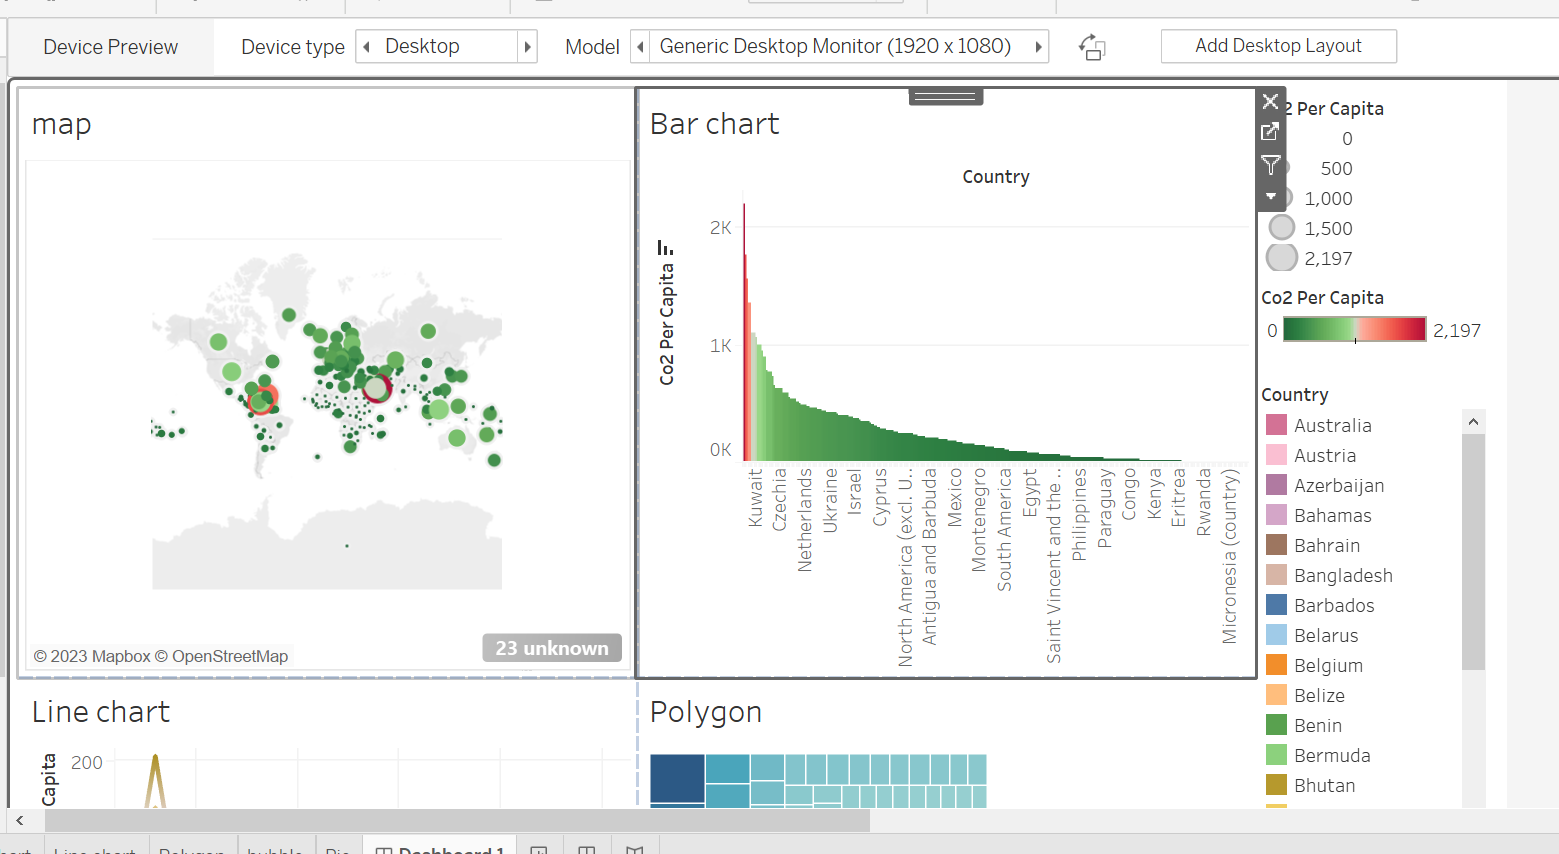 Device Preview
Device type
Desktop
Model
Generic Desktop Monitor (1920 x 1080)
Add Desktop Layout
map
© 2023 Mapbox © OpenStreetMap
23 unknown
Bar chart
Country
Co2 Per Capita
2K
1K
0K
Kuwait
Czechia
Netherlands
Ukraine
Israel
Cyprus
North America (excl. U..
Antigua and Barbuda
Mexico
Montenegro
South America
Egypt
Saint Vincent and the..
Philippines
Paraguay
Congo
Kenya
Eritrea
Rwanda
Micronesia (country)
2 Per Capita
0
500
1,000
1,500
2,197
Co2 Per Capita
0
2,197
Country
Australia
Austria
Azerbaijan
Bahamas
Bahrain
Bangladesh
Barbados
Belarus
Belgium
Belize
Benin
Bermuda
Bhutan
Line chart
Capita
200
Polygon
Line chart
Polygon
bubble
Pie
Dashboard 1